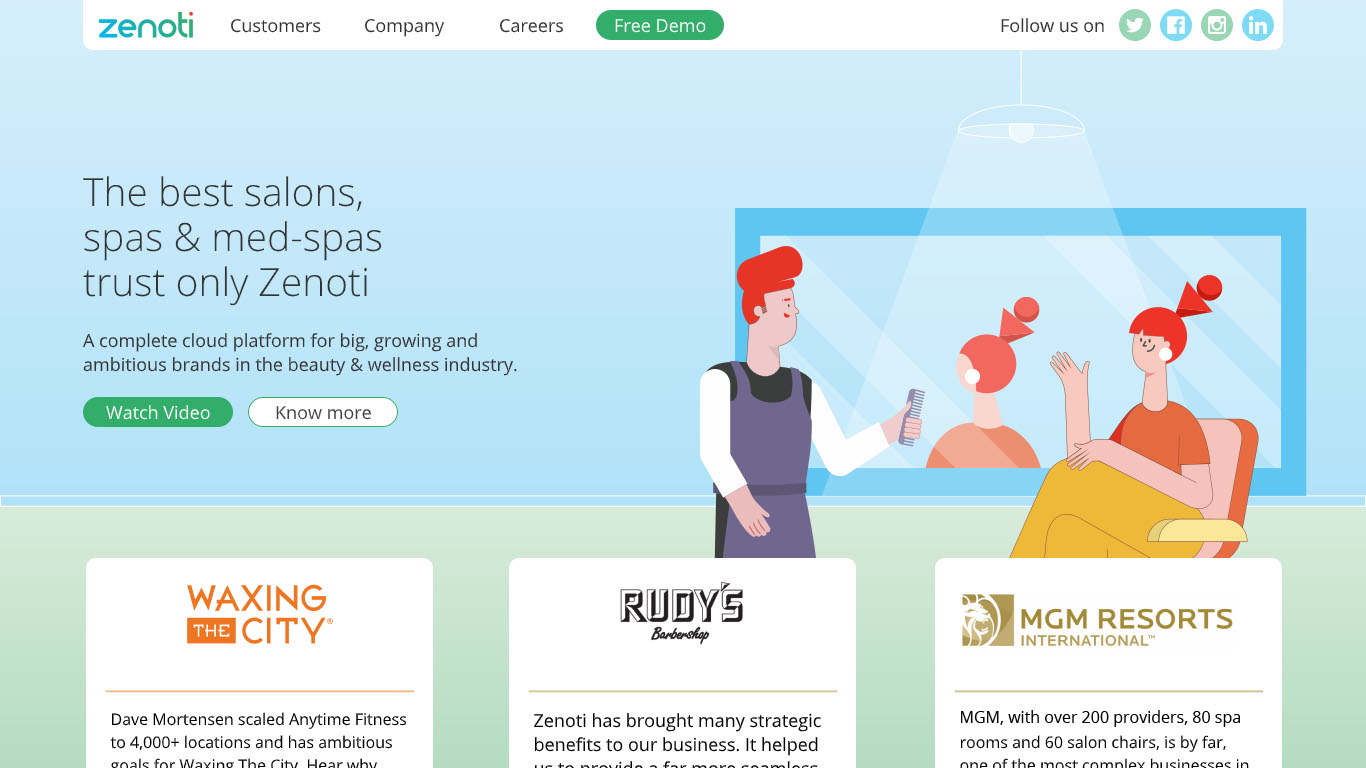 zenoti
Customers
Company
Careers
Free Demo
Follow us on
The best salons,
spas & med-spas
trust only Zenoti
A complete cloud platform for big, growing and
ambitious brands in the beauty & wellness industry.
Watch Video
Know more
WAXING
THE CITY®
Dave Mortensen scaled Anytime Fitness
to 4,000+ locations and has ambitious
goals for Waxing The City. Hear why
RUDY'S
Barbershop
Zenoti has brought many strategic
benefits to our business. It helped
us to provide a far more seamless
MGM RESORTS
INTERNATIONAL™
MGM, with over 200 providers, 80 spa
rooms and 60 salon chairs, is by far,
one of the most complex businesses in